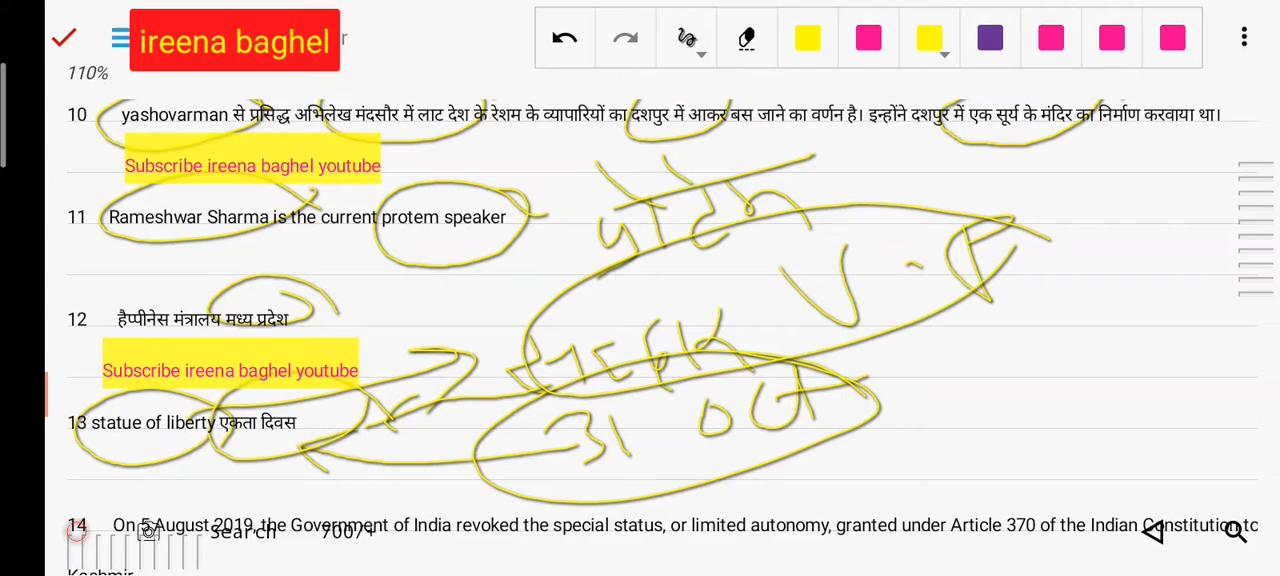 ireena baghel r
110%
10 yashovarman से प्रसिद्ध अभिलेख मंदसौर में लाट देश के रेशम के व्यापारियों का दशपुर में आकर बस जाने का वर्णन है। इन्होंने दशपुर में एक सूर्य के मंदिर का निर्माण करवाया था।
Subscribe ireena baghel youtube
11 Rameshwar Sharma is the current protem speaker
12 हैप्पीनेस मंत्रालय मध्य प्रदेश
Subscribe ireena baghel youtube
13 statue of liberty एकता दिवस
31 Oct
14 On 5 August 2019, the Government of India revoked the special status, or limited autonomy, granted under Article 370 of the Indian Constitution to
Search 7007+
Kashmir